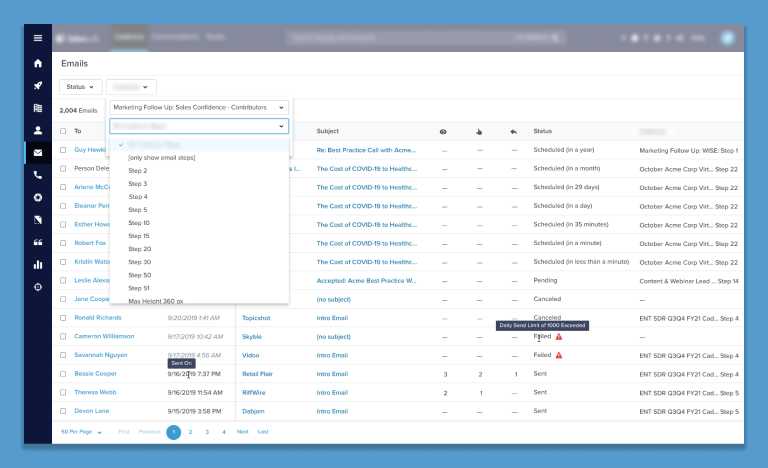 Emails
Status
2,004 Emails
Marketing Follow Up: Sales Confidence - Contributors
[only show email steps]
Step 2
Step 3
Step 4
Step 5
Step 10
Step 15
Step 20
Step 30
Step 50
Step 51
Max Height 360 px
To Subject Status
Guy Hawki Re: Best Practice Call with Acme... — — — Scheduled (in a year) Marketing Follow Up: WISE: Step 1
Person Dele The Cost of COVID-19 to Healthc... — — — Scheduled (in a month) October Acme Corp Virt... Step 22
Arlene McC The Cost of COVID-19 to Healthc... — — — Scheduled (in 29 days) October Acme Corp Virt... Step 22
Eleanor Pen The Cost of COVID-19 to Healthc... — — — Scheduled (in a day) October Acme Corp Virt... Step 22
Esther Howa The Cost of COVID-19 to Healthc... — — — Scheduled (in 35 minutes) October Acme Corp Virt... Step 22
Robert Fox The Cost of COVID-19 to Healthc... — — — Scheduled (in a minute) October Acme Corp Virt... Step 22
Kristin Wats The Cost of COVID-19 to Healthc... — — — Scheduled (in less than a minute) October Acme Corp Virt... Step 22
Leslie Alexa Accepted: Acme Best Practice W... — — — Pending Content & Webinar Lead ... Step 14
Jane Coope (no subject) — — — Canceled —
Ronald Richards 9/20/2019 1:41 AM Topicshot Intro Email — — — Canceled ENT SDR Q3Q4 FY21 Cad... Step 4
Daily Send Limit of 1000 Exceeded
Cameron Williamson 9/17/2019 10:42 AM Skyble (no subject) — — — Failed —
Savannah Nguyen 9/17/2019 4:56 AM Vidoo Intro Email — — — Failed ENT SDR Q3Q4 FY21 Cad... Step 4
Sent On
Bessie Cooper 9/16/2019 7:37 PM Retail Flair Intro Email 3 2 1 Sent ENT SDR Q3Q4 FY21 Cad... Step 4
Theresa Webb 9/16/2019 11:54 AM RiffWire Intro Email 2 1 — Sent ENT SDR Q3Q4 FY21 Cad... Step 5
Devon Lane 9/15/2019 3:58 PM Dabjam Intro Email — — — Sent ENT SDR Q3Q4 FY21 Cad... Step 5
50 Per Page First Previous 1 2 3 4 Next Last